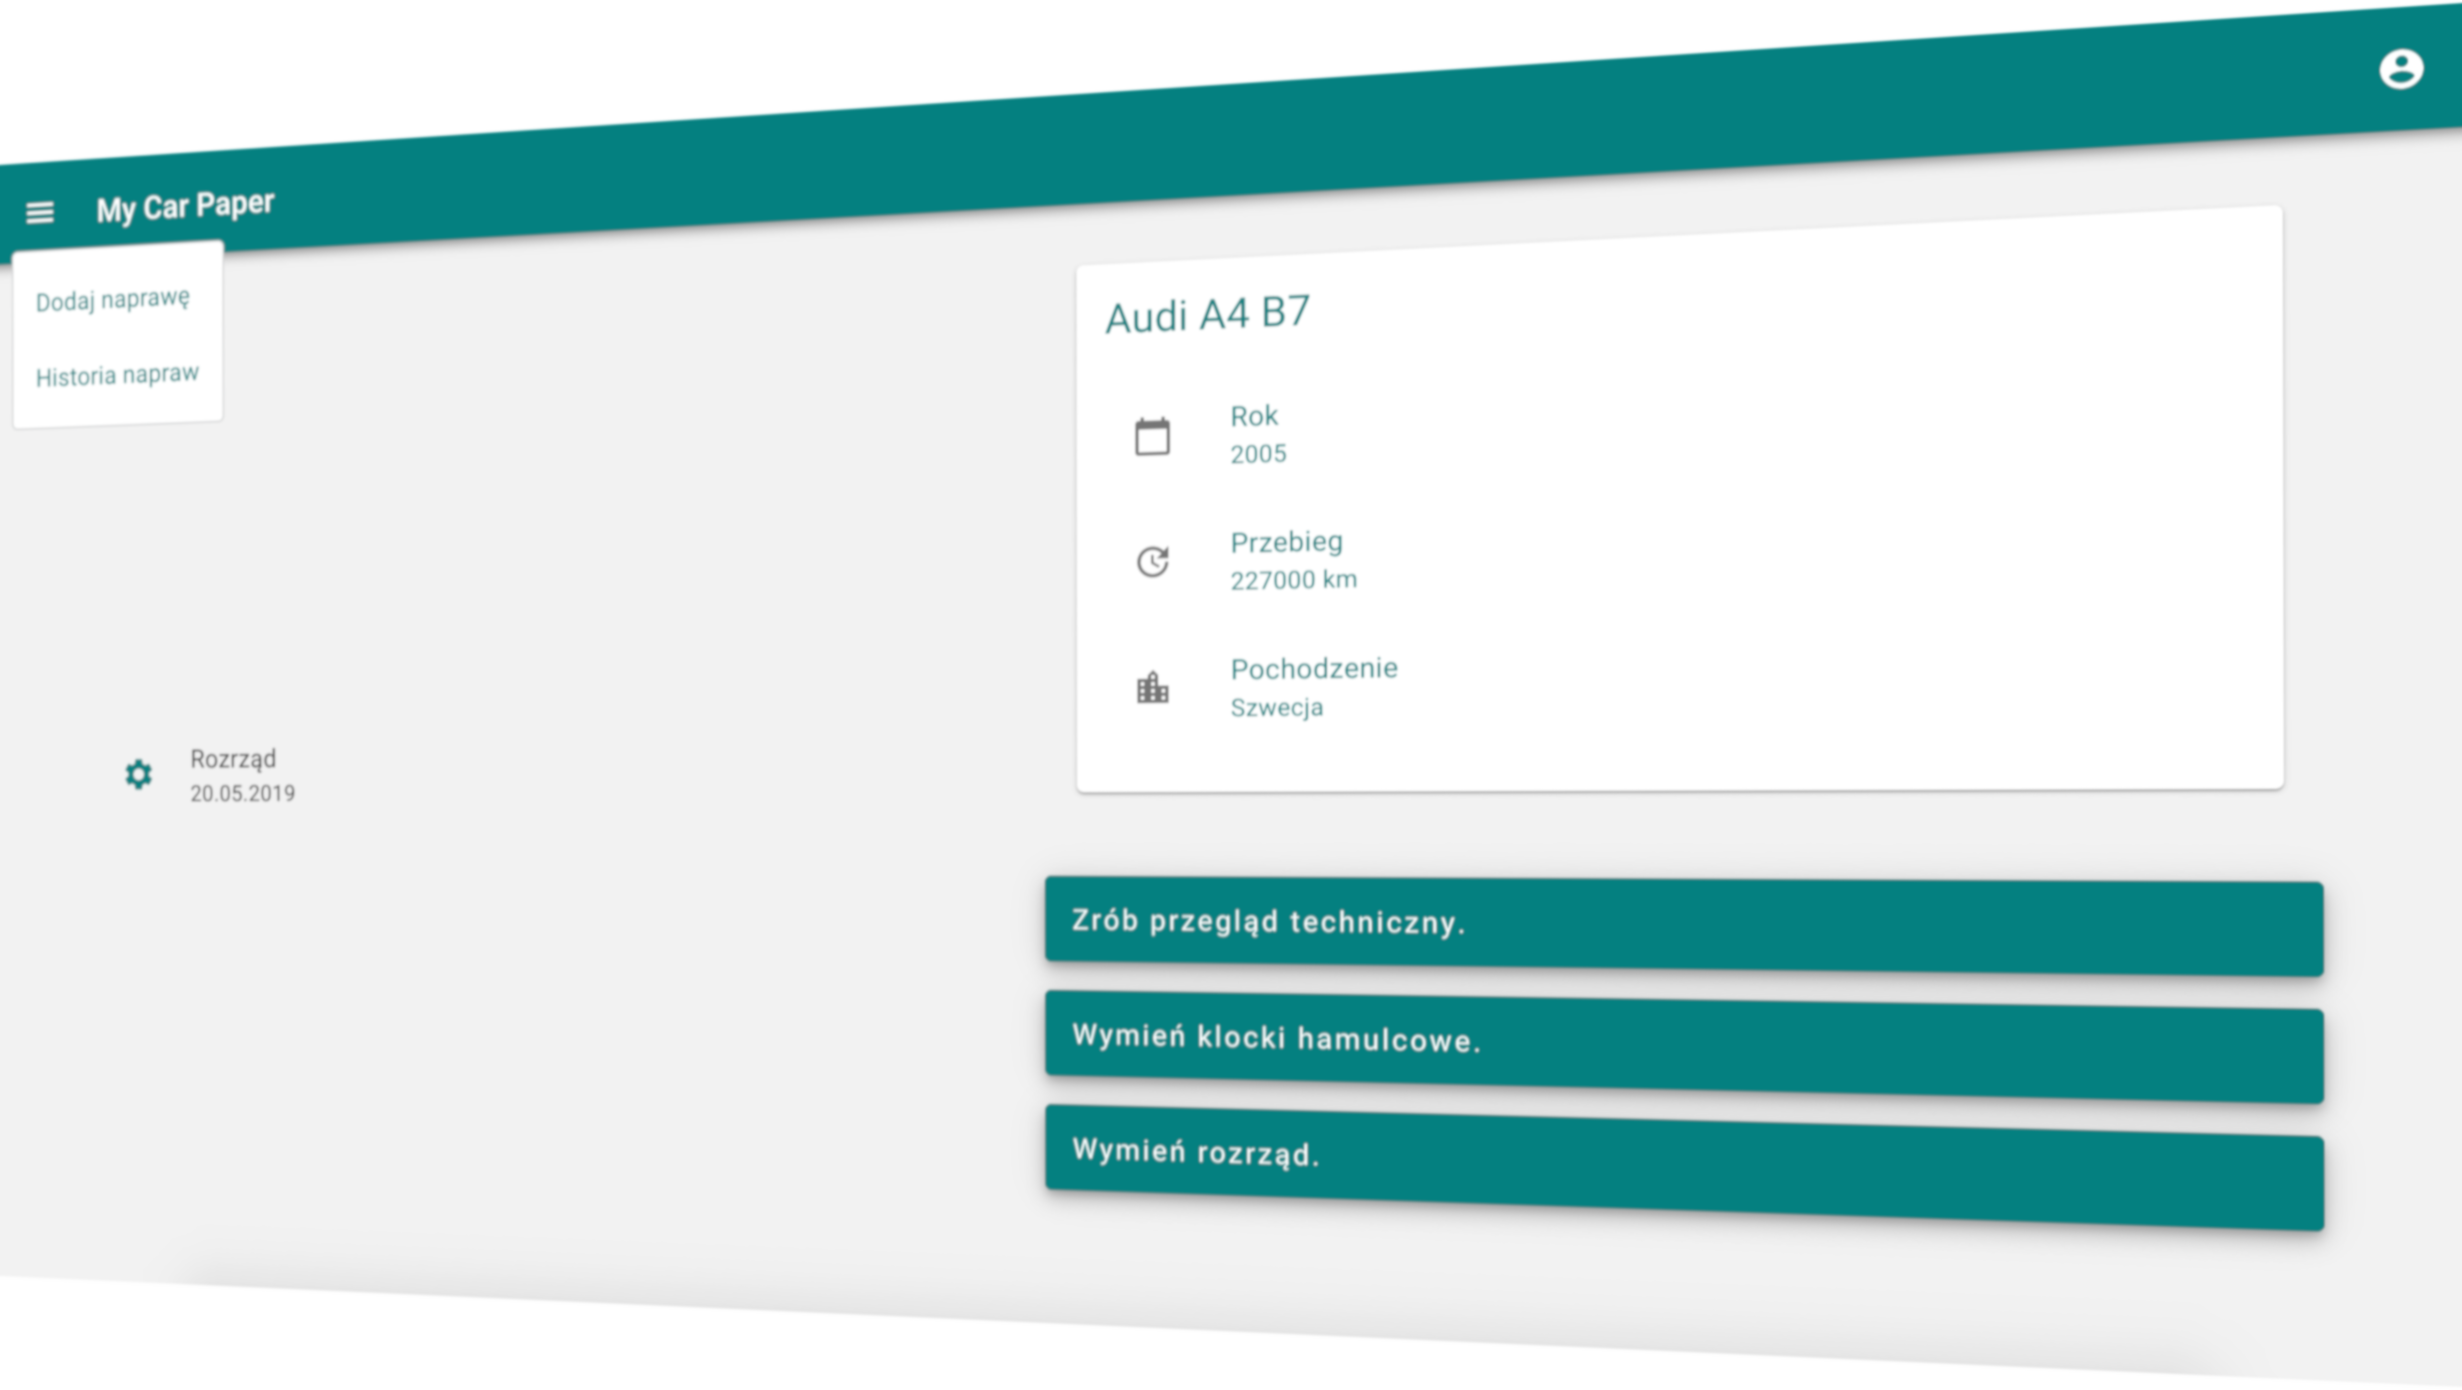 My Car Paper
Dodaj naprawę
Historia napraw
Rozrząd
20.05.2019
Audi A4 B7
Rok
2005
Przebieg
227000 km
Pochodzenie
Szwecja
Zrób przegląd techniczny.
Wymień klocki hamulcowe.
Wymień rozrząd.